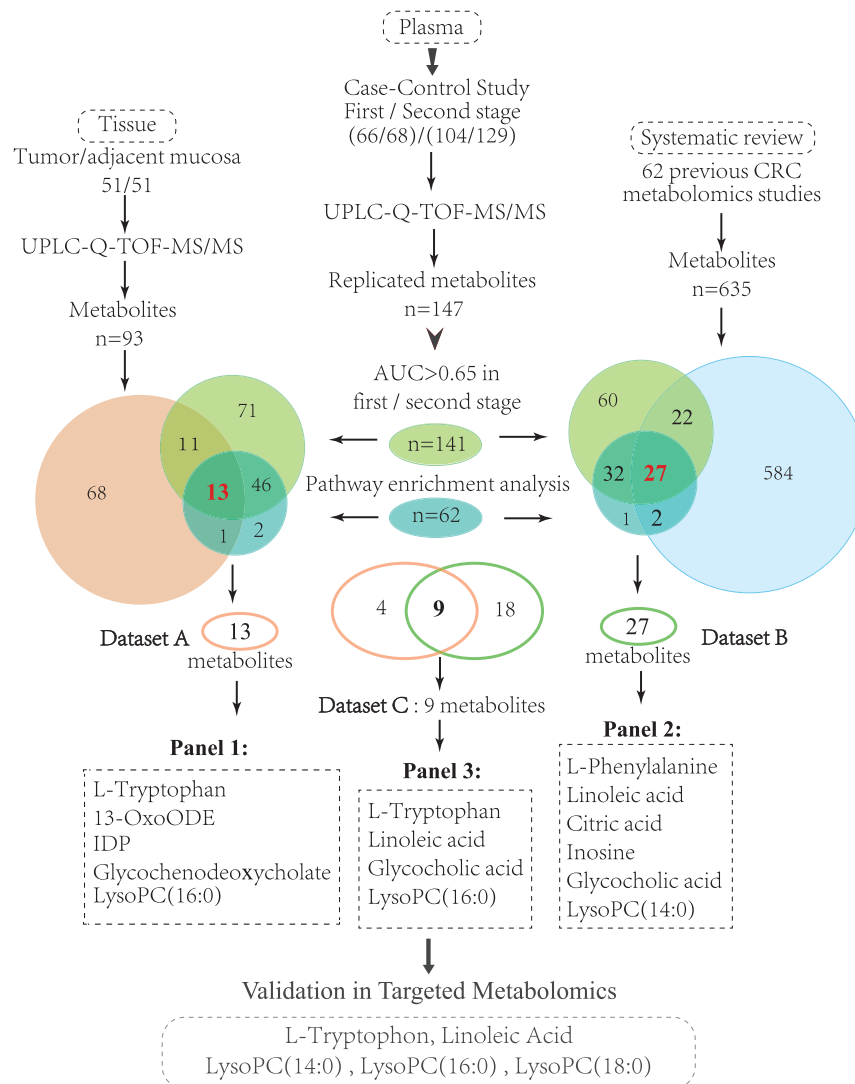 Plasma
Case-Control Study
First / Second stage
(66/68)/(104/129)
UPLC-Q-TOF-MS/MS
Replicated metabolites
n=147
AUC>0.65 in
first / second stage
n=141
Pathway enrichment analysis
n=62
Tissue
Tumor/adjacent mucosa
51/51
UPLC-Q-TOF-MS/MS
Metabolites
n=93
71
11
68
13
46
1
2
Systematic review
62 previous CRC
metabolomics studies
Metabolites
n=635
60
22
32
27
584
1
2
Dataset A
13
metabolites
4
9
18
27
metabolites
Dataset B
Dataset C : 9 metabolites
Panel 1:
L-Tryptophan
13-OxoODE
IDP
Glycochenodeoxycholate
LysoPC(16:0)
Panel 3:
L-Tryptophan
Linoleic acid
Glycocholic acid
LysoPC(16:0)
Panel 2:
L-Phenylalanine
Linoleic acid
Citric acid
Inosine
Glycocholic acid
LysoPC(14:0)
Validation in Targeted Metabolomics
L-Tryptophon, Linoleic Acid
LysoPC(14:0) , LysoPC(16:0) , LysoPC(18:0)